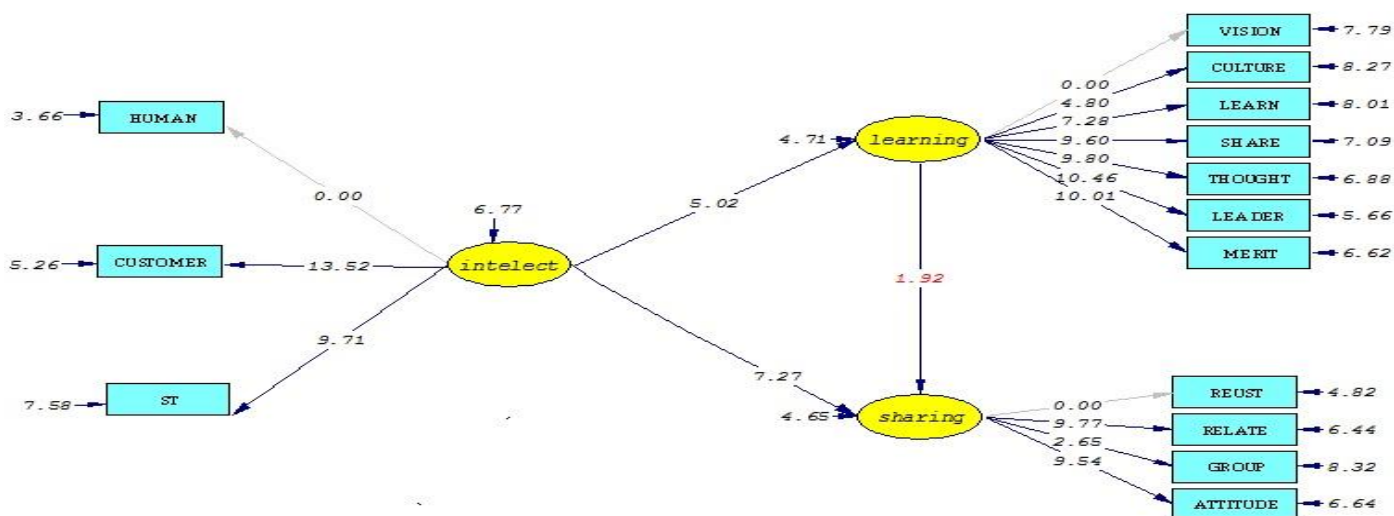 VISION
7.79
CULTURE
8.27
LEARN
8.01
SHARE
7.09
THOUGHT
6.88
LEADER
5.66
MERIT
6.62
0.00
4.80
7.28
9.60
9.80
10.46
10.01
4.71
learning
3.66
HUMAN
0.00
5.02
6.77
5.26
CUSTOMER
13.52
intelect
1.92
9.71
7.27
7.58
ST
4.65
sharing
0.00
9.77
2.65
9.54
REUST
4.82
RELATE
6.44
GROUP
8.32
ATTITUDE
6.64